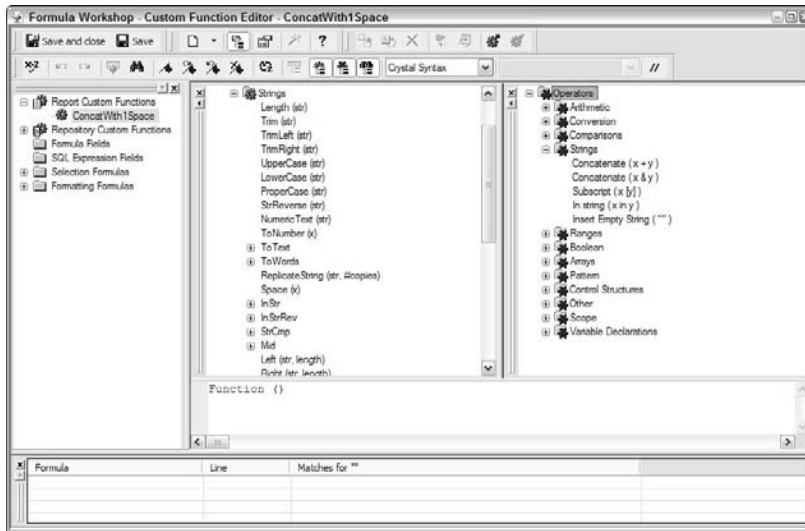 Formula Workshop - Custom Function Editor - ConcatWith1Space
Save and close Save
X-2 Crystal Syntax //
Report Custom Functions
ConcatWith1Space
Repository Custom Functions
Formula Fields
SQL Expression Fields
Selection Formulas
Formatting Formulas
Strings
Length (str)
Trim (str)
TrimLeft (str)
TrimRight (str)
UpperCase (str)
LowerCase (str)
ProperCase (str)
StrReverse (str)
NumericText (str)
ToNumber (x)
ToText
ToWords
ReplicateString (str, #copies)
Space (x)
InStr
InStrRev
StrCmp
Mid
Left (str, length)
Right (str, length)
Operators
Arithmetic
Conversion
Comparisons
Strings
Concatenate (x + y)
Concatenate (x & y)
Subscript (x [y])
In string (x in y)
Insert Empty String ("")
Ranges
Boolean
Arrays
Pattern
Control Structures
Other
Scope
Variable Declarations
Function ()
Formula Line Matches for ""